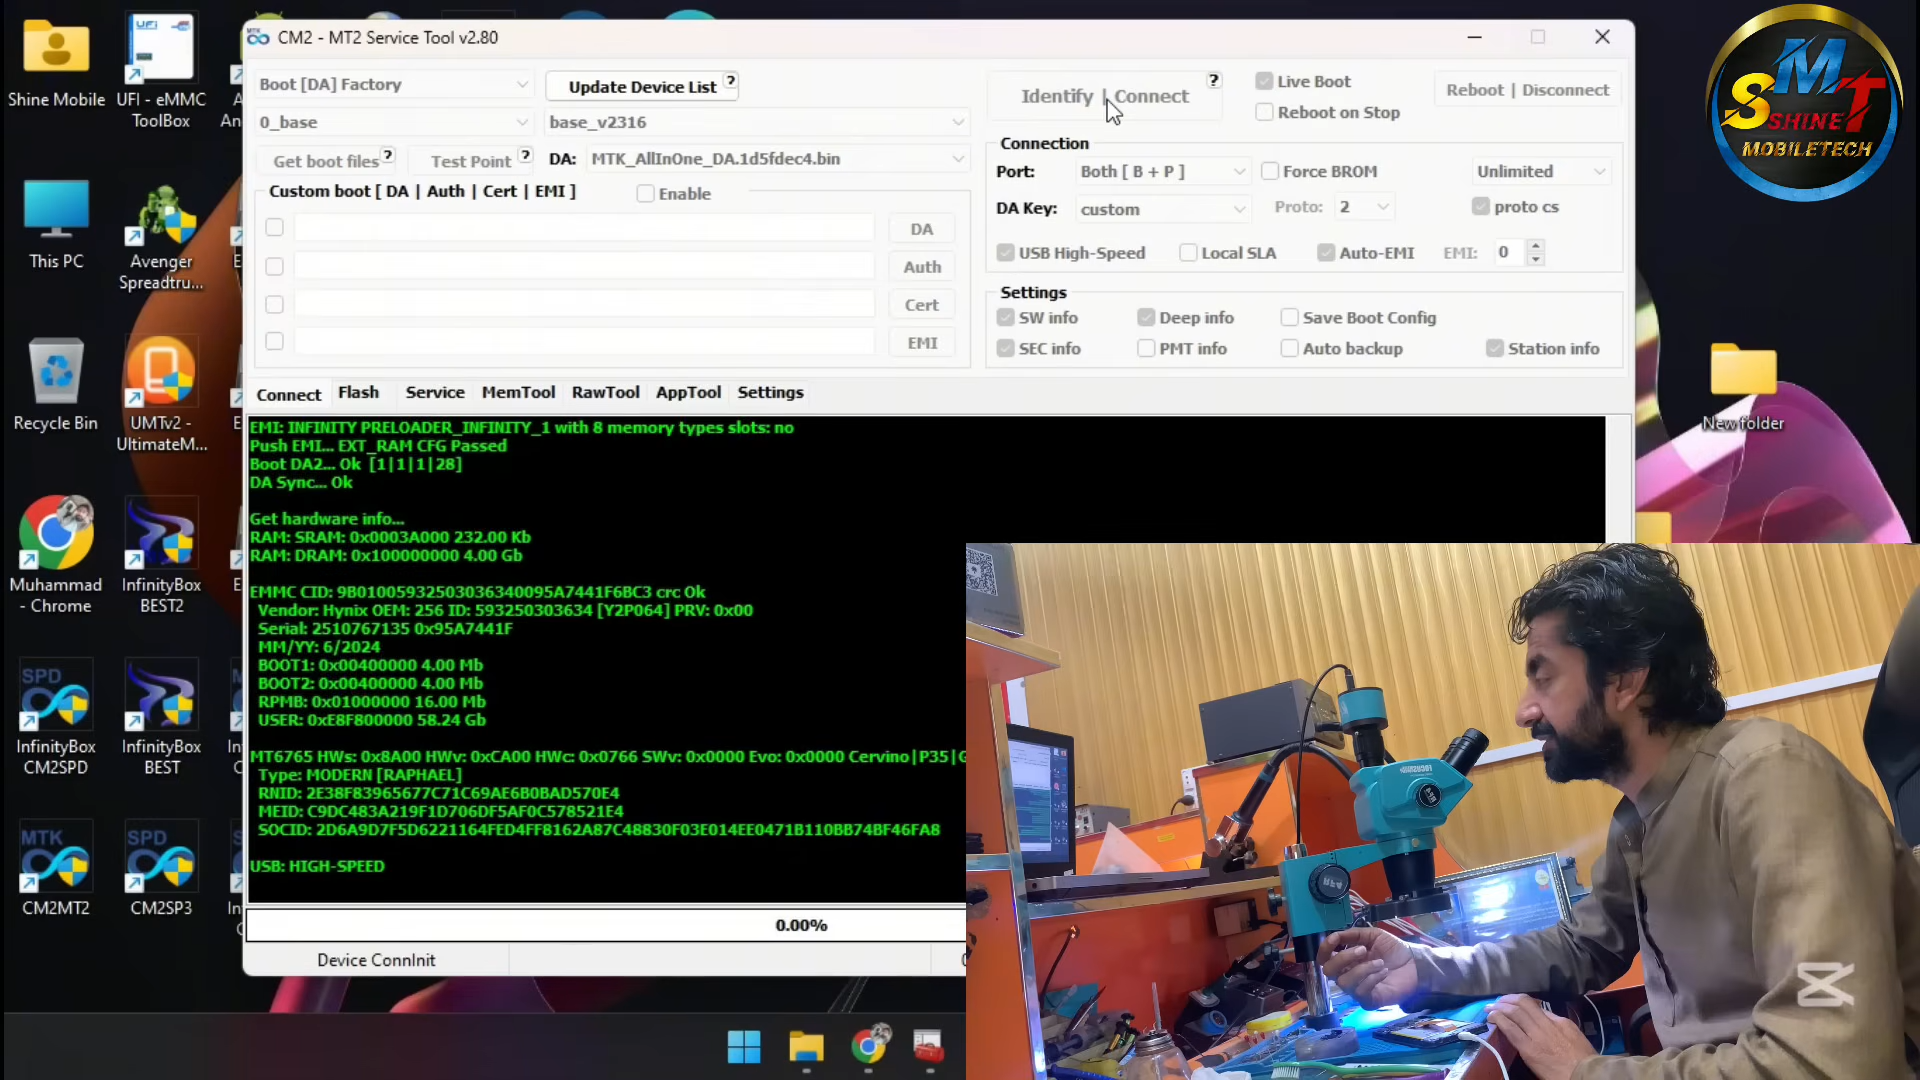 CM2 - MT2 Service Tool v2.80
Boot [DA] Factory
Update Device List ?
Identify | Connect ?
Live Boot
Reboot on Stop
Reboot | Disconnect
0_base
base_v2316
Get boot files ?
Test Point ?
DA: MTK_AllInOne_DA.1d5fdec4.bin
Custom boot [ DA | Auth | Cert | EMI ]
Enable
DA
Auth
Cert
EMI
Connection
Port: Both [ B + P ]
Force BROM
Unlimited
DA Key: custom
Proto: 2
proto cs
USB High-Speed
Local SLA
Auto-EMI
EMI: 0
Settings
SW info
Deep info
Save Boot Config
SEC info
PMT info
Auto backup
Station info
Connect Flash Service MemTool RawTool AppTool Settings
EMI: INFINITY PRELOADER_INFINITY_1 with 8 memory types slots: no
Push EMI... EXT_RAM CFG Passed
Boot DA2... Ok [1|1|1|28]
DA Sync... Ok
Get hardware info...
RAM: SRAM: 0x0003A000 232.00 Kb
RAM: DRAM: 0x100000000 4.00 Gb
EMMC CID: 9B0100593250303636340095A7441F6BC3 crc Ok
Vendor: Hynix OEM: 256 ID: 593250303634 [Y2P064] PRV: 0x00
Serial: 2510767135 0x95A7441F
MM/YY: 6/2024
BOOT1: 0x00400000 4.00 Mb
BOOT2: 0x00400000 4.00 Mb
RPMB: 0x01000000 16.00 Mb
USER: 0xE8F800000 58.24 Gb
MT6765 HWs: 0x8A00 HWv: 0xCA00 HWc: 0x0766 SWv: 0x0000 Evo: 0x0000 Cervino|P35|G
Type: MODERN [RAPHAEL]
RNID: 2E38F83965677C71C69AE6B0BAD570E4
MEID: C9DC483A219F1D706DF5AF0C578521E4
SOCID: 2D6A9D7F5D6221164FED4FF8162A87C48830F03E014EE0471B110BB74BF46FA8
USB: HIGH-SPEED
0.00%
Device ConnInit
Shine Mobile
UFI
UFI - eMMC
ToolBox
This PC
Avenger
Spreadtru...
Recycle Bin
UMTv2 -
UltimateM...
Muhammad
- Chrome
InfinityBox
BEST2
SPD
InfinityBox
CM2SPD
InfinityBox
BEST
MTK
CM2MT2
SPD
CM2SP3
New folder
SMT
SHINE
MOBILETECH
RF4